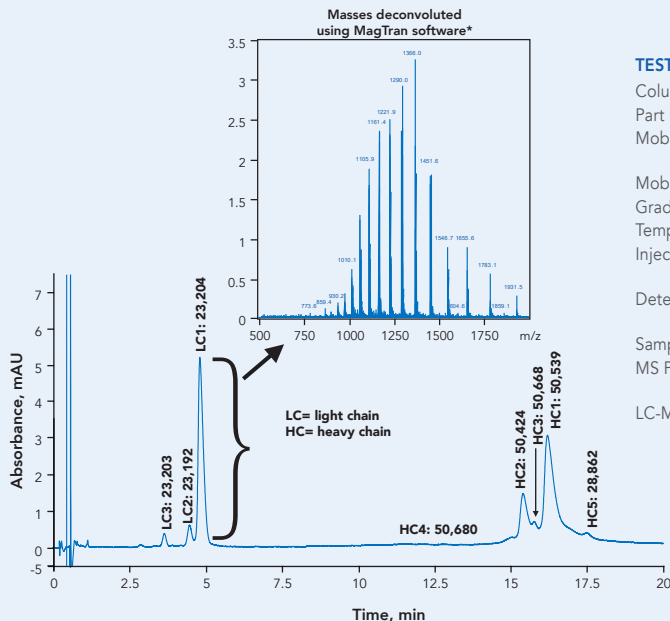 Masses deconvoluted
using MagTran software*
3.5
3
2.5
2
1.5
1
0.5
0
1366.0
1290.0
1221.9
1161.4
1105.9
1451.6
1010.1
1546.7
1655.6
1783.1
1931.5
773.8
859.4
930.2
1859.1
500
750
1000
1250
1500
1750
m/z
TEST
Colu
Part
Mob
Mob
Grad
Temp
Injec
Dete
Samp
MS F
LC-M
Absorbance, mAU
7
6
5
4
3
2
1
0
-5
LC3: 23,203
LC2: 23,192
LC1: 23,204
LC= light chain
HC= heavy chain
HC4: 50,680
HC2: 50,424
HC3: 50,668
HC1: 50,539
HC5: 28,862
0
2.5
5
7.5
10
12.5
15
17.5
20
Time, min